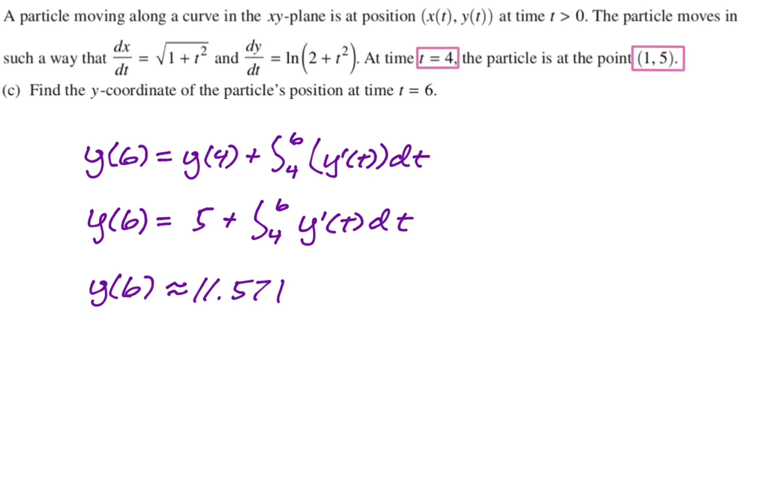 A particle moving along a curve in the xy-plane is at position (x(t), y(t)) at time t > 0. The particle moves in
such a way that dx/dt = √(1 + t²) and dy/dt = ln(2 + t²). At time t = 4, the particle is at the point (1, 5).
(c) Find the y-coordinate of the particle's position at time t = 6.
y(6) = y(4) + ∫₄⁶ (y'(t)) dt
y(6) = 5 + ∫₄⁶ y'(t) dt
y(6) ≈ 11.571